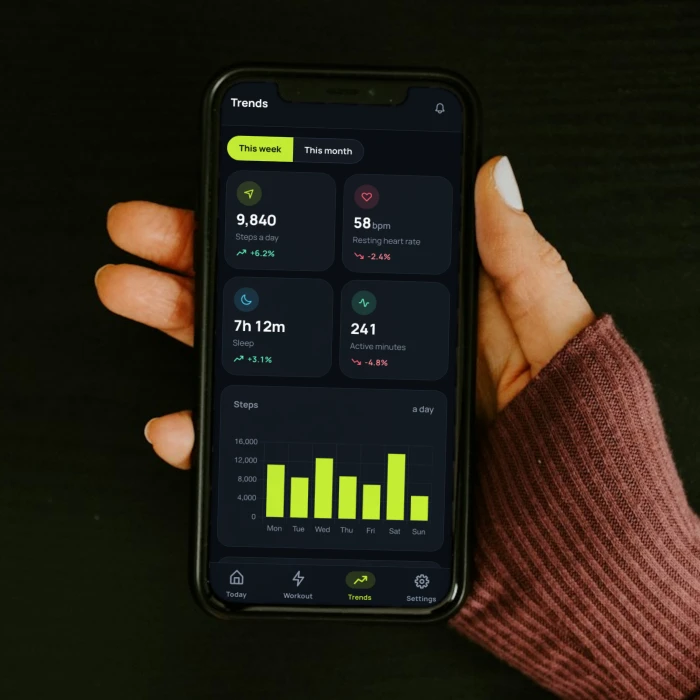 Trends
This week This month
9,840
Steps a day
+6.2%
58 bpm
Resting heart rate
-2.4%
7h 12m
Sleep
+3.1%
241
Active minutes
-4.8%
Steps a day
16,000
12,000
8,000
4,000
0
Mon Tue Wed Thu Fri Sat Sun
Today Workout Trends Settings